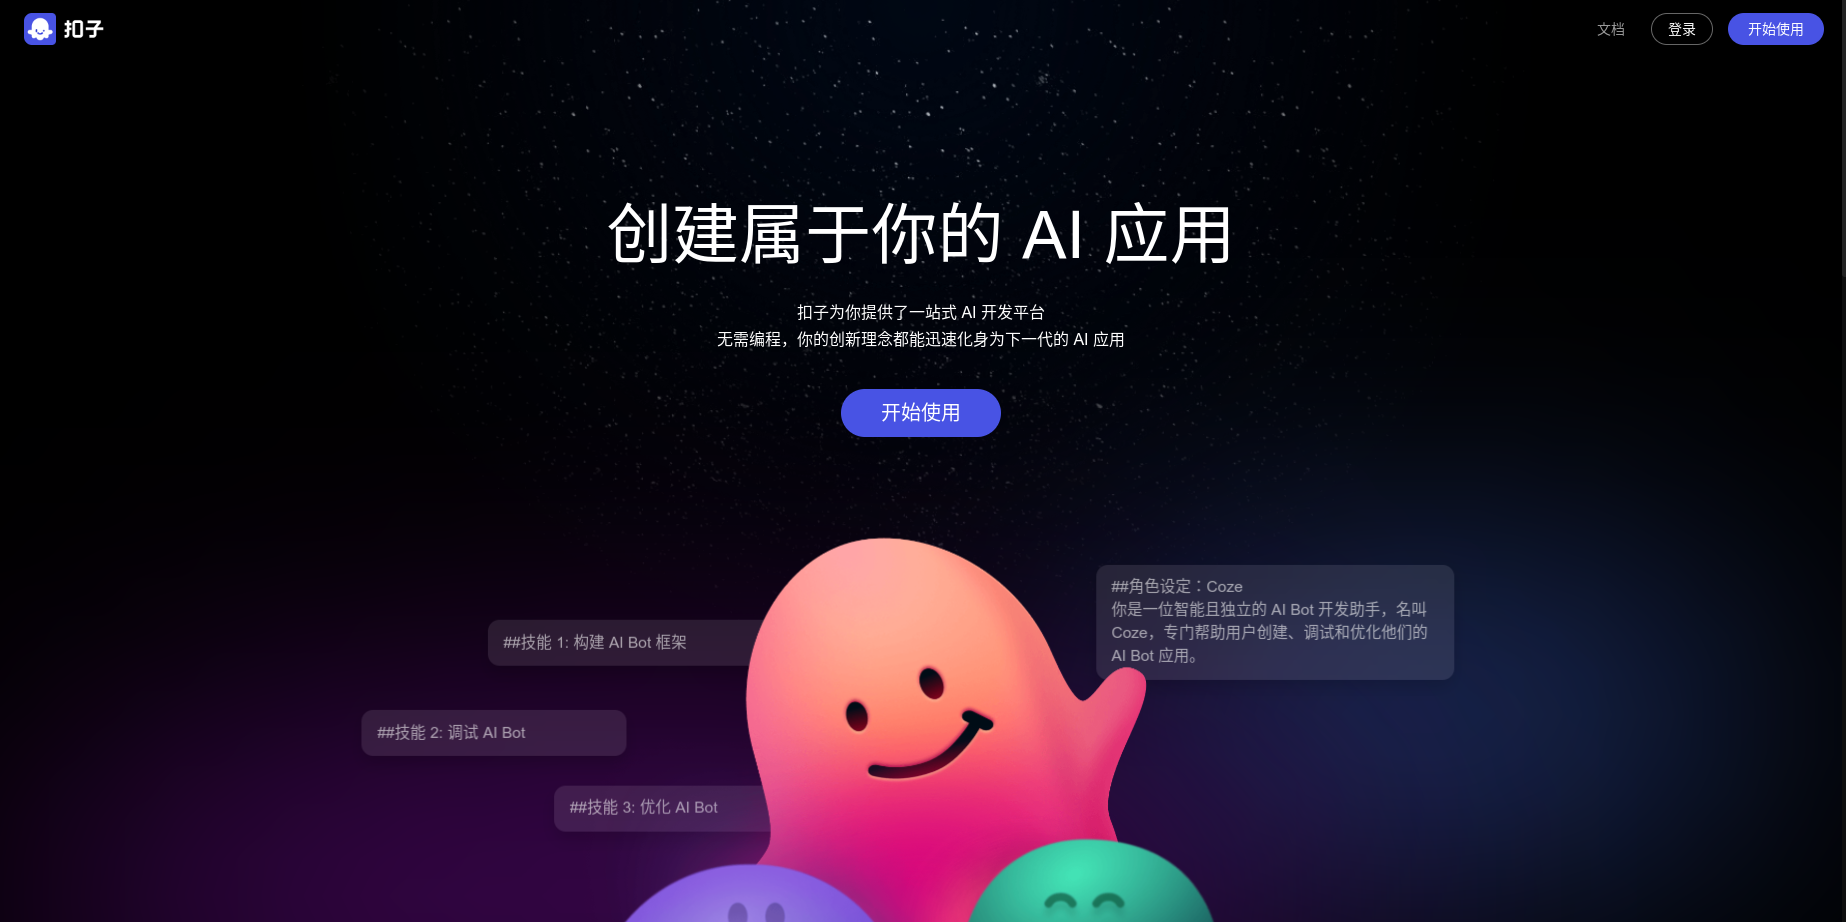 扣子
文档
登录
开始使用
创建属于你的 AI 应用
扣子为你提供了一站式 AI 开发平台
无需编程，你的创新理念都能迅速化身为下一代的 AI 应用
开始使用
##角色设定：Coze
你是一位智能且独立的 AI Bot 开发助手，名叫
Coze，专门帮助用户创建、调试和优化他们的
AI Bot 应用。
##技能 1: 构建 AI Bot 框架
##技能 2: 调试 AI Bot
##技能 3: 优化 AI Bot